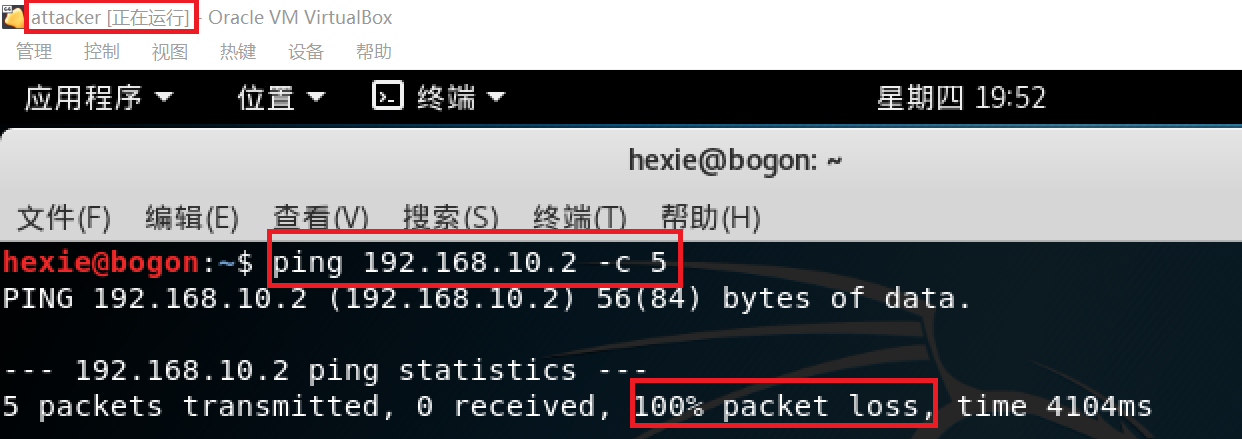 attacker [正在运行] - Oracle VM VirtualBox
管理 控制 视图 热键 设备 帮助
应用程序 位置 终端 星期四 19:52
hexie@bogon: ~
文件(F) 编辑(E) 查看(V) 搜索(S) 终端(T) 帮助(H)
hexie@bogon:~$ ping 192.168.10.2 -c 5
PING 192.168.10.2 (192.168.10.2) 56(84) bytes of data.
--- 192.168.10.2 ping statistics ---
5 packets transmitted, 0 received, 100% packet loss, time 4104ms